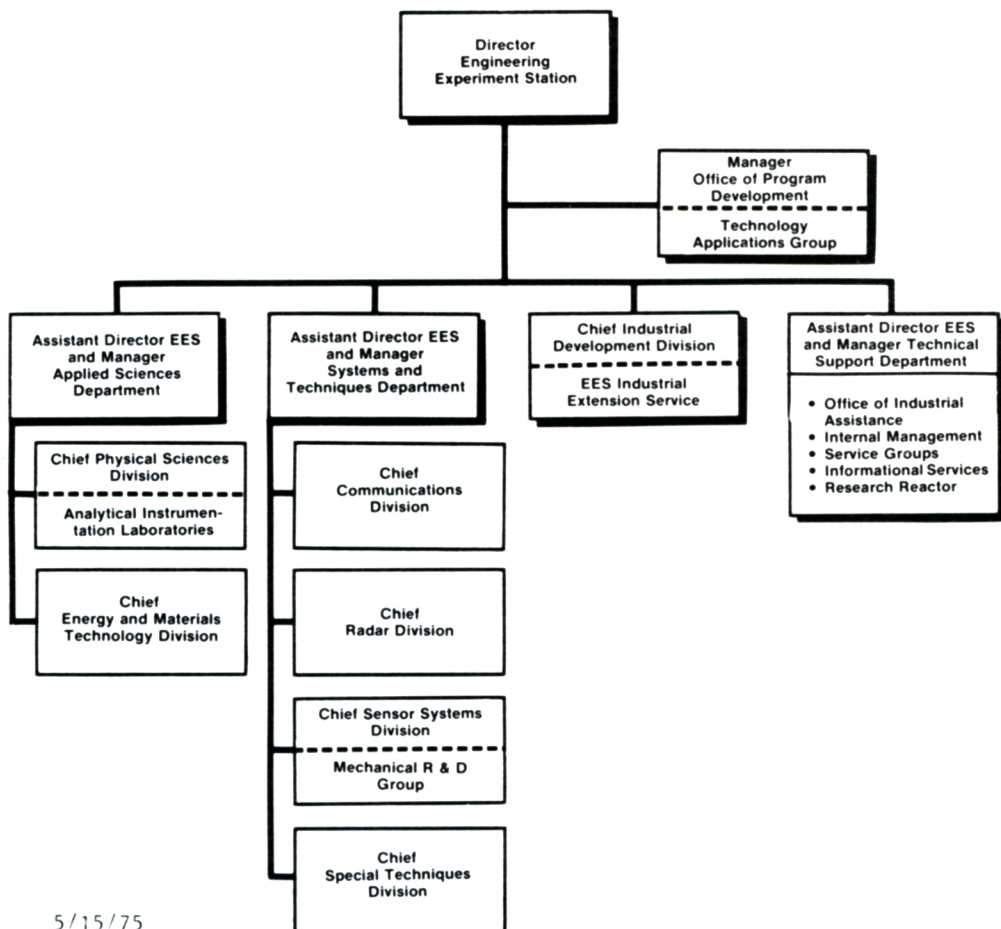 Director
Engineering
Experiment Station
Manager
Office of Program
Development
Technology
Applications Group
Assistant Director EES
and Manager
Applied Sciences
Department
Assistant Director EES
and Manager
Systems and
Techniques Department
Chief Industrial
Development Division
EES Industrial
Extension Service
Assistant Director EES
and Manager Technical
Support Department
• Office of Industrial
Assistance
• Internal Management
• Service Groups
• Informational Services
• Research Reactor
Chief Physical Sciences
Division
Analytical Instrumen-
tation Laboratories
Chief
Energy and Materials
Technology Division
Chief
Communications
Division
Chief
Radar Division
Chief Sensor Systems
Division
Mechanical R & D
Group
Chief
Special Techniques
Division
5/15/75